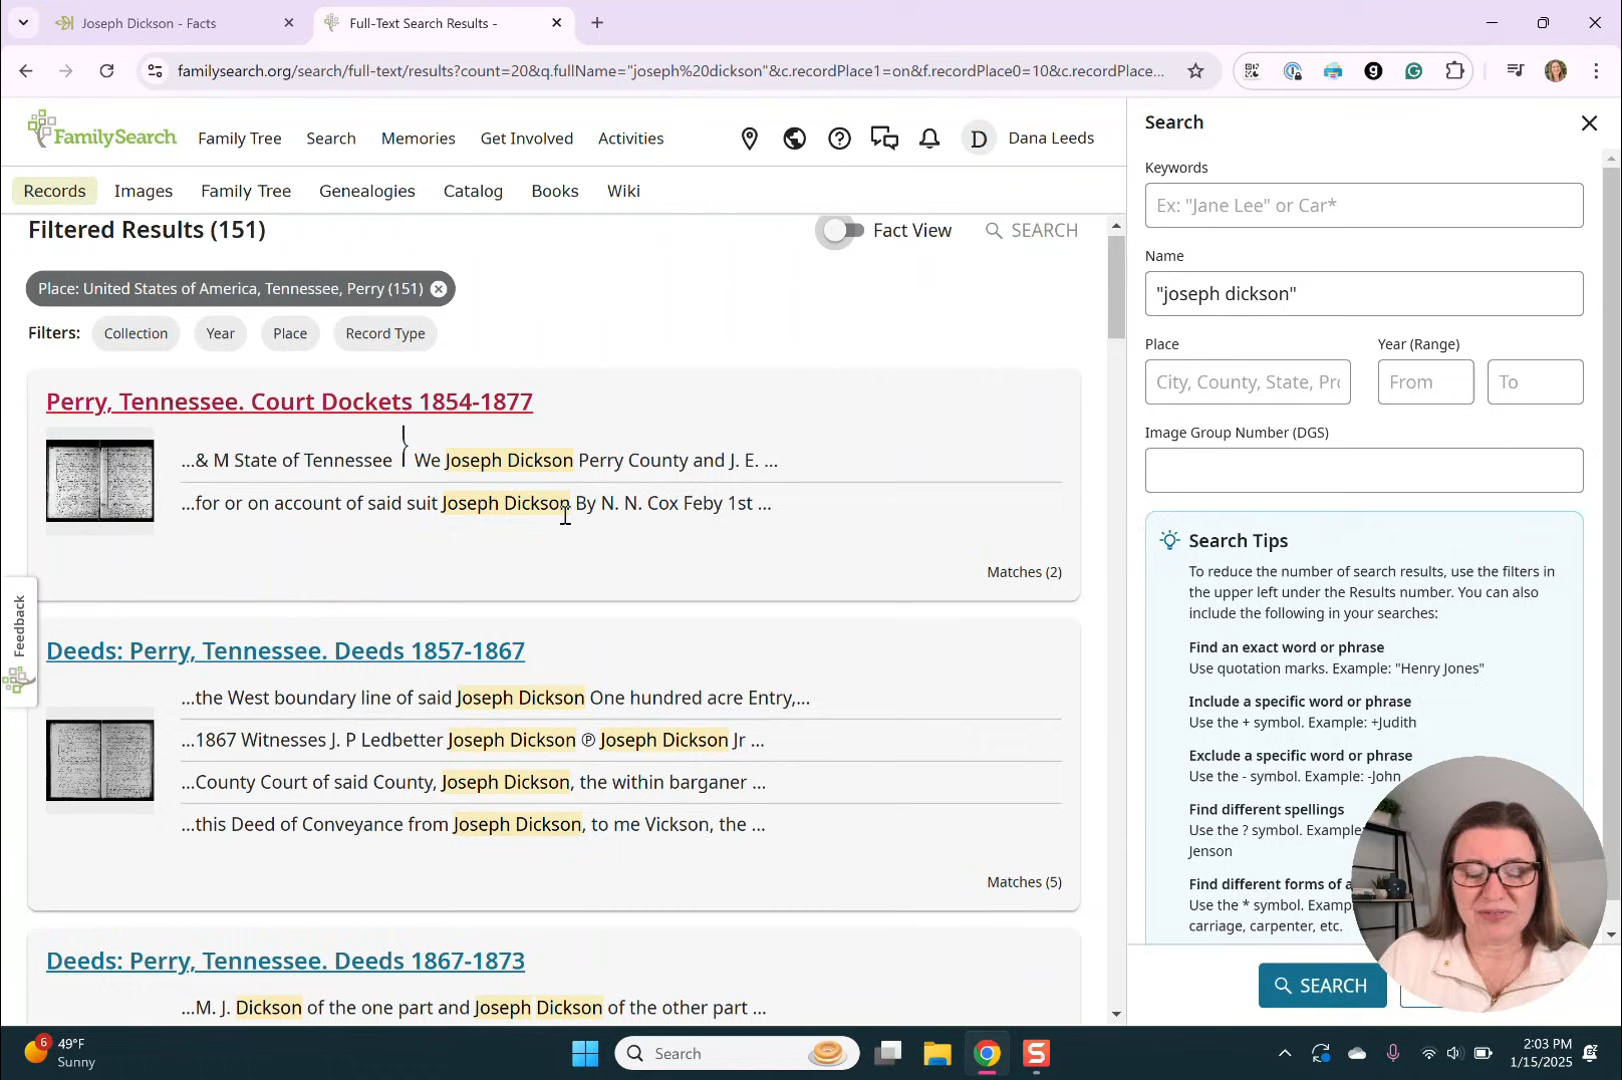 Joseph Dickson - Facts
Full-Text Search Results -
familysearch.org/search/full-text/results?count=20&q.fullName="joseph%20dickson"&c.recordPlace1=on&f.recordPlace0=10&c.recordPlace...
FamilySearch
Family Tree
Search
Memories
Get Involved
Activities
D
Dana Leeds
Records
Images
Family Tree
Genealogies
Catalog
Books
Wiki
Filtered Results (151)
Fact View
SEARCH
Place: United States of America, Tennessee, Perry (151)
Filters:
Collection
Year
Place
Record Type
Perry, Tennessee. Court Dockets 1854-1877
...& M State of Tennessee } We Joseph Dickson Perry County and J. E. ...
...for or on account of said suit Joseph Dickson By N. N. Cox Feby 1st ...
Matches (2)
Deeds: Perry, Tennessee. Deeds 1857-1867
...the West boundary line of said Joseph Dickson One hundred acre Entry,...
...1867 Witnesses J. P Ledbetter Joseph Dickson ℗ Joseph Dickson Jr ...
...County Court of said County, Joseph Dickson, the within barganer ...
...this Deed of Conveyance from Joseph Dickson, to me Vickson, the ...
Matches (5)
Deeds: Perry, Tennessee. Deeds 1867-1873
...M. J. Dickson of the one part and Joseph Dickson of the other part ...
Feedback
Search
Keywords
Ex: "Jane Lee" or Car*
Name
"joseph dickson"
Place
Year (Range)
City, County, State, Pro
From
To
Image Group Number (DGS)
Search Tips
To reduce the number of search results, use the filters in
the upper left under the Results number. You can also
include the following in your searches:
Find an exact word or phrase
Use quotation marks. Example: "Henry Jones"
Include a specific word or phrase
Use the + symbol. Example: +Judith
Exclude a specific word or phrase
Use the - symbol. Example: -John
Find different spellings
Use the ? symbol. Example:
Jenson
Find different forms of a
Use the * symbol. Examp
carriage, carpenter, etc.
SEARCH
6
49°F
Sunny
Search
S
2:03 PM
1/15/2025